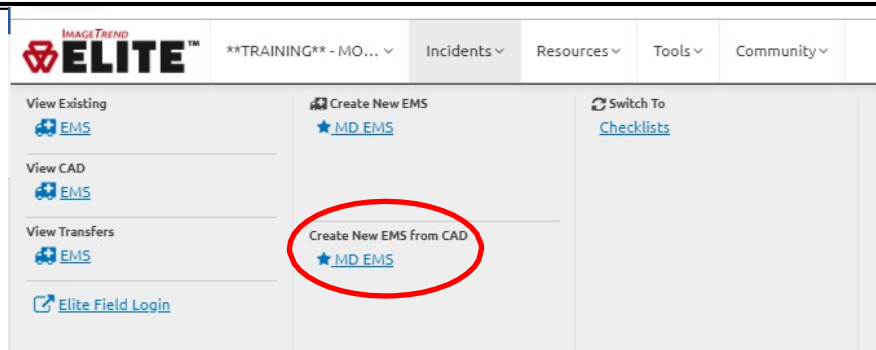 IMAGETREND
ELITE™
**TRAINING** - MO...
Incidents
Resources
Tools
Community
View Existing
EMS
View CAD
EMS
View Transfers
EMS
Elite Field Login
Create New EMS
MD EMS
Create New EMS from CAD
MD EMS
Switch To
Checklists